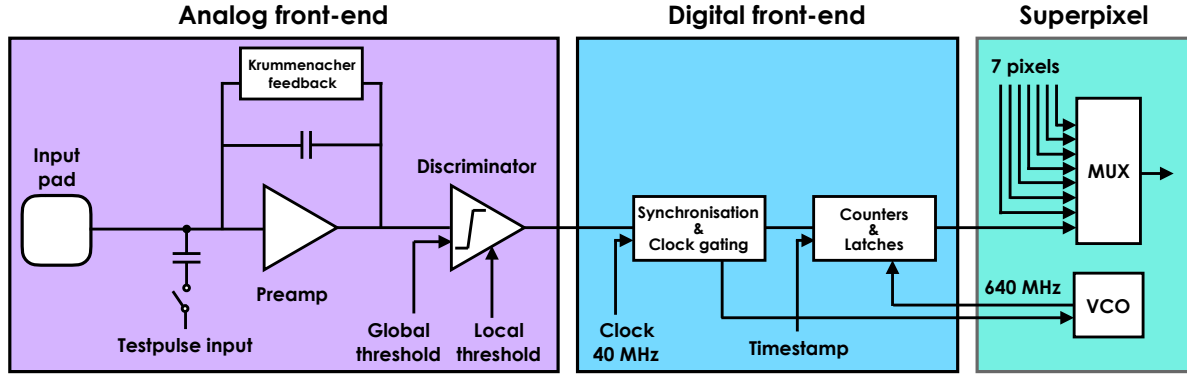 Analog front-end
Digital front-end
Superpixel
Krummenacher
feedback
7 pixels
Input
pad
Discriminator
MUX
Synchronisation
&
Clock gating
Counters
&
Latches
Preamp
640 MHz
VCO
Testpulse input
Global
threshold
Local
threshold
Clock
40 MHz
Timestamp